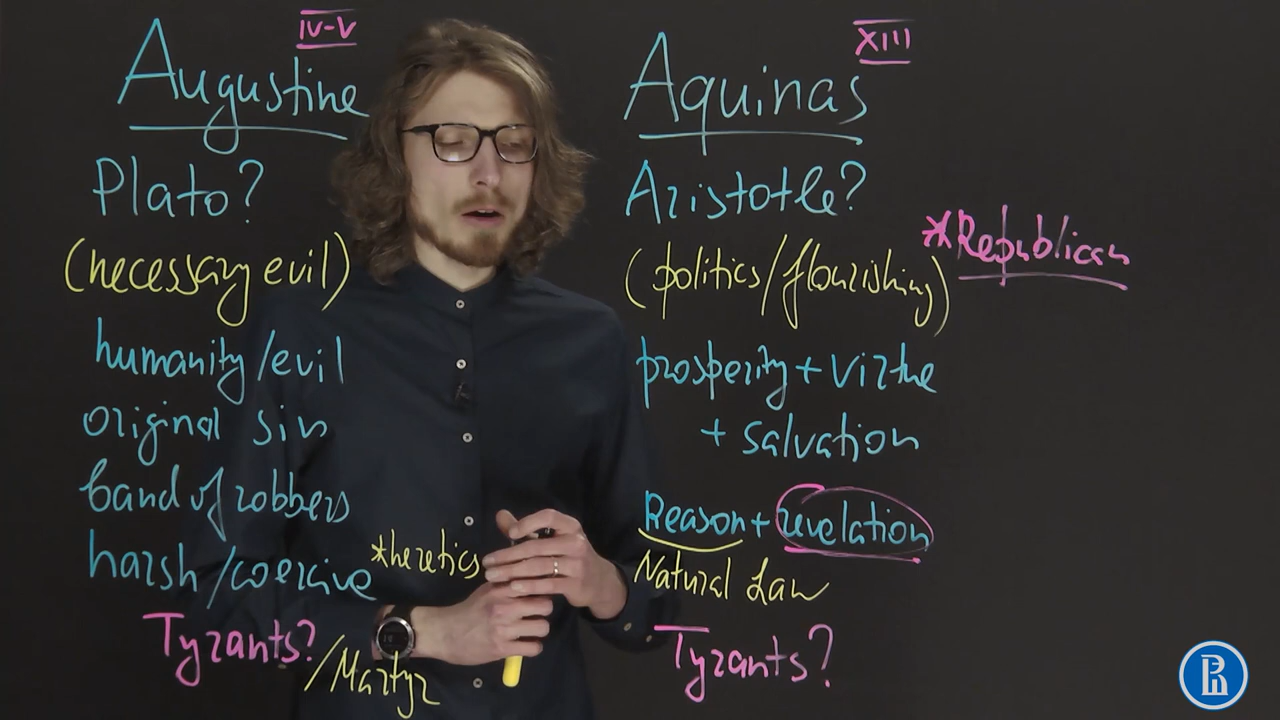 IV-V
Augustine
Plato?
(necessary evil)
humanity/evil
original sin
band of robbers
harsh/coercive
*heretics
Tyrants?
/Martyr
XIII
Aquinas
Aristotle?
*Republican
(politics/flourishing)
prosperity + virtue
+ salvation
Reason + revelation
Natural Law
Tyrants?